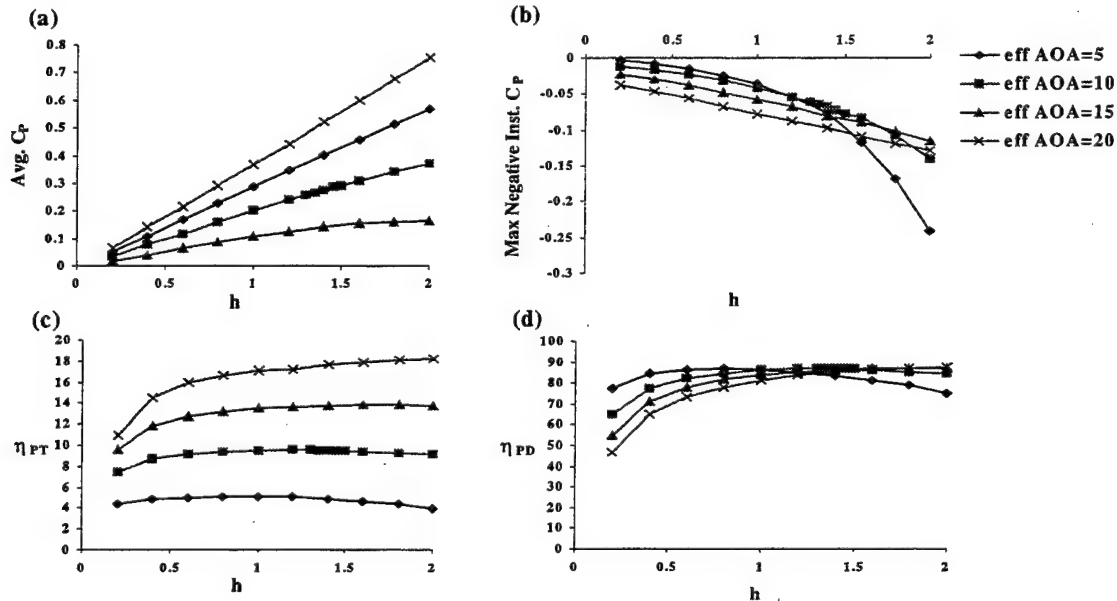 (a)
Avg. CP
0.8
0.7
0.6
0.5
0.4
0.3
0.2
0.1
0
0 0.5 1 1.5 2
h
(b)
Max Negative Inst. CP
0 0.5 1 1.5 2
0
-0.05
-0.1
-0.15
-0.2
-0.25
-0.3
h
eff AOA=5
eff AOA=10
eff AOA=15
eff AOA=20
(c)
ηPT
20
18
16
14
12
10
8
6
4
2
0
0 0.5 1 1.5 2
h
(d)
ηPD
100
90
80
70
60
50
40
30
20
10
0
0 0.5 1 1.5 2
h